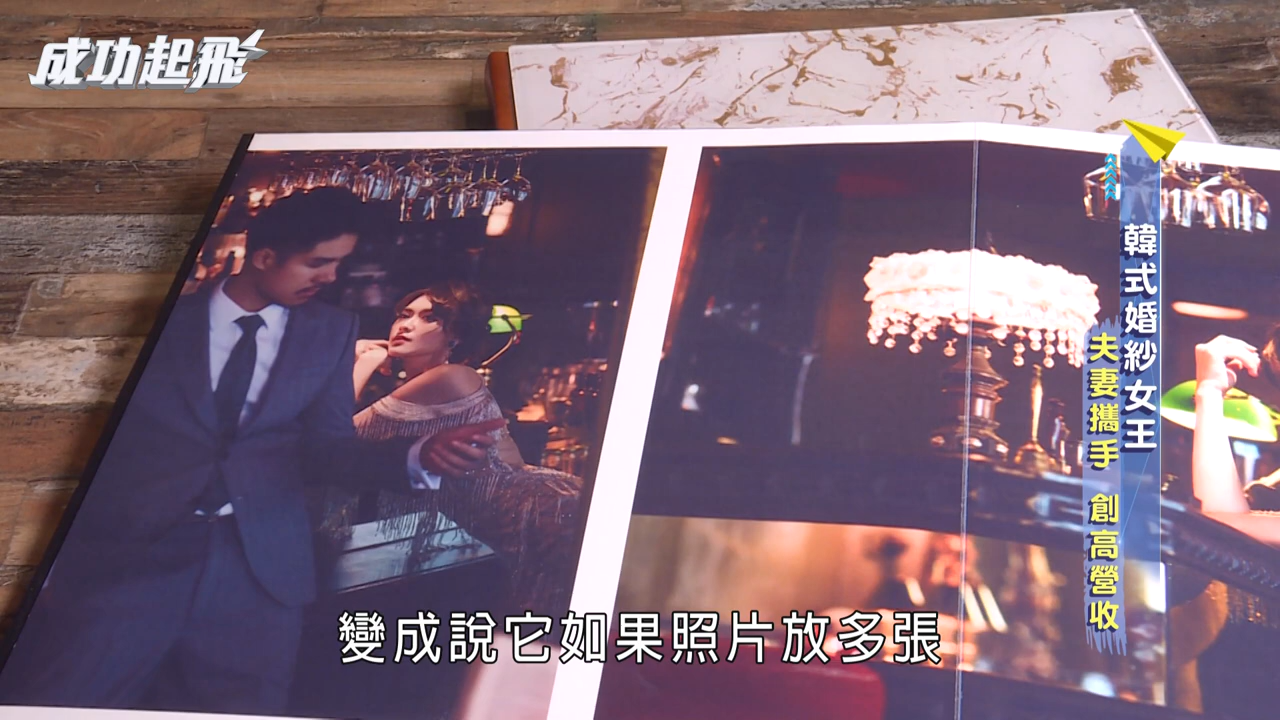 成功起飛
韓式婚紗女王
夫妻攜手 創高營收
變成說它如果照片放多張